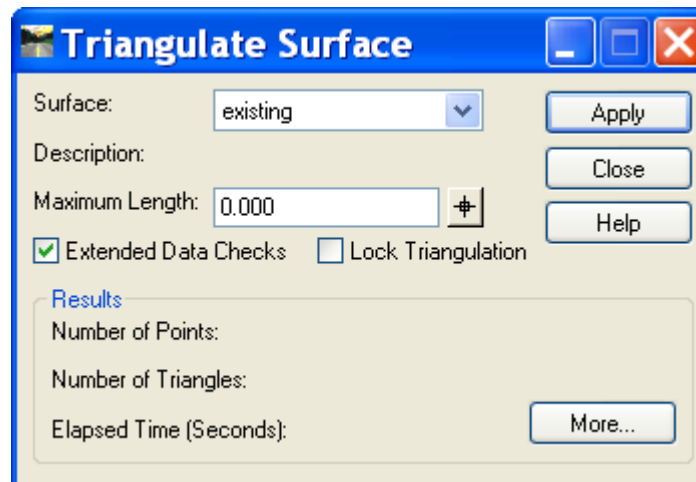 Triangulate Surface
Surface: existing Apply
Description: Close
Maximum Length: 0.000 Help
Extended Data Checks Lock Triangulation
Results
Number of Points:
Number of Triangles:
Elapsed Time (Seconds): More...